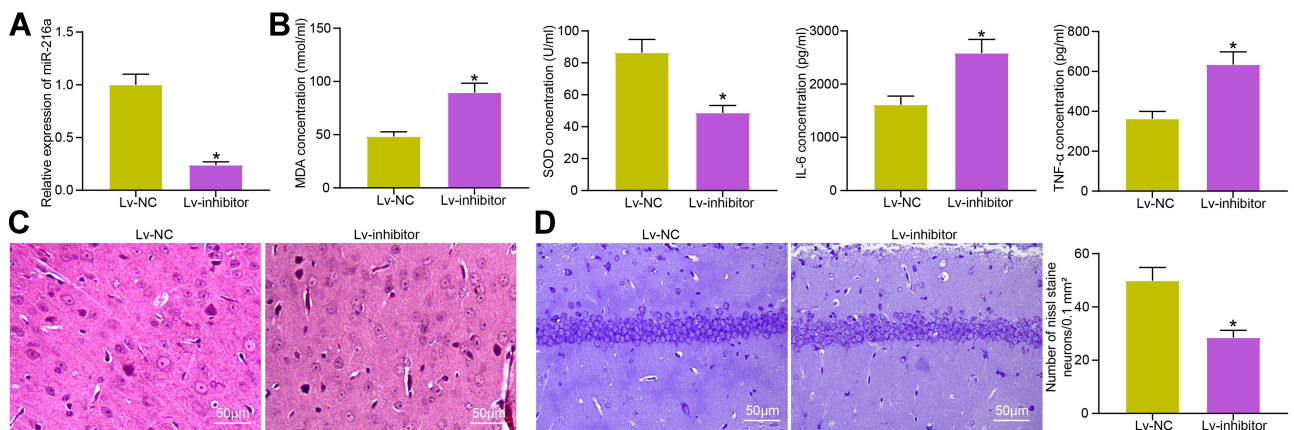 A
Relative expression of miR-216a
1.5
1.0
0.5
0.0
*
Lv-NC
Lv-inhibitor
B
MDA concentration (nmol/ml)
150
100
50
0
*
Lv-NC
Lv-inhibitor
SOD concentration (U/ml)
100
80
60
40
20
0
*
Lv-NC
Lv-inhibitor
IL-6 concentration (pg/ml)
3000
2000
1000
0
*
Lv-NC
Lv-inhibitor
TNF-α concentration (pg/ml)
800
600
400
200
0
*
Lv-NC
Lv-inhibitor
C
Lv-NC
50μm
Lv-inhibitor
50μm
D
Lv-NC
50μm
Lv-inhibitor
50μm
Number of nissl staine
neurons/0.1 mm²
60
40
20
0
*
Lv-NC
Lv-inhibitor